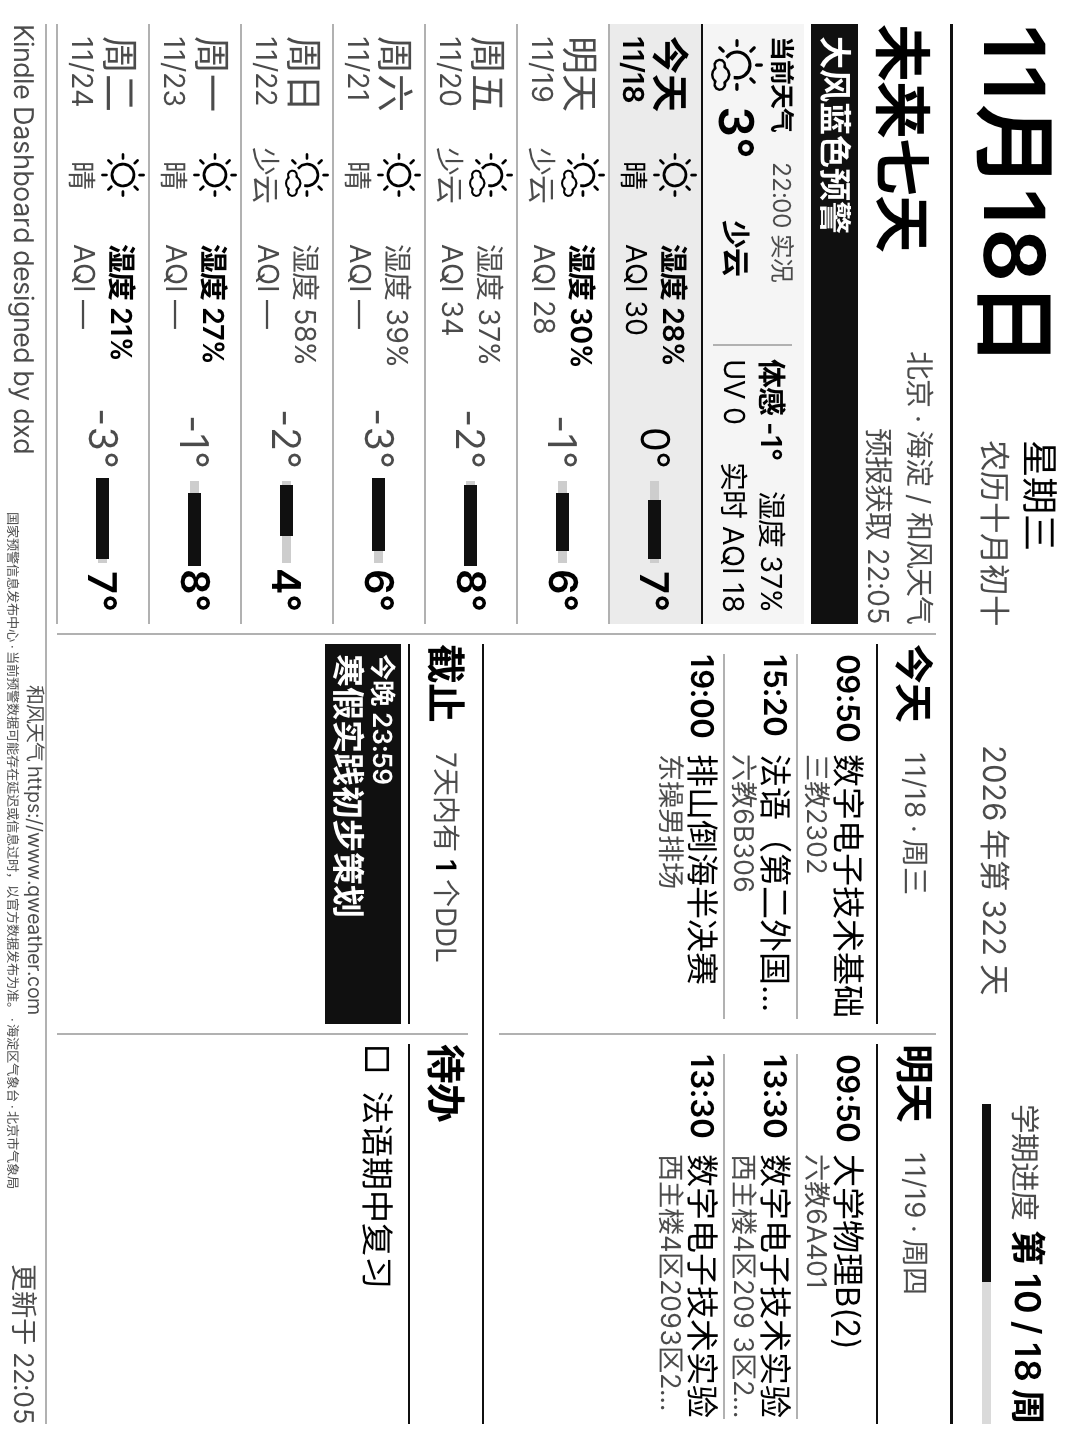 11月18日
星期三
农历十月初十
2026 年第 322 天
学期进度 第 10 / 18 周
未来七天
北京 · 海淀 / 和风天气
预报获取 22:05
大风蓝色预警
当前天气 22:00 实况
3° 少云
体感 -1° 湿度 37%
UV 0 实时 AQI 18
今天 湿度 28% 0° 7°
11/18 晴 AQI 30
明天 湿度 30% -1° 6°
11/19 少云 AQI 28
周五 湿度 37% -2° 8°
11/20 少云 AQI 34
周六 湿度 39% -3° 6°
11/21 晴 AQI —
周日 湿度 58% -2° 4°
11/22 少云 AQI —
周一 湿度 27% -1° 8°
11/23 晴 AQI —
周二 湿度 21% -3° 7°
11/24 晴 AQI —
今天 11/18 · 周三
09:50 数字电子技术基础
三教2302
15:20 法语（第二外国...
六教6B306
19:00 排山倒海半决赛
东操男排场
明天 11/19 · 周四
09:50 大学物理B(2)
六教6A401
13:30 数字电子技术实验
西主楼4区209 3区2...
13:30 数字电子技术实验
西主楼4区2093区2...
截止 7天内有 1 个DDL
今晚 23:59
寒假实践初步策划
待办
法语期中复习
Kindle Dashboard designed by dxd
和风天气 https://www.qweather.com
国家预警信息发布中心 · 当前预警数据可能存在延迟或信息过时，以官方数据发布为准。 · 海淀区气象台 · 北京市气象局
更新于 22:05